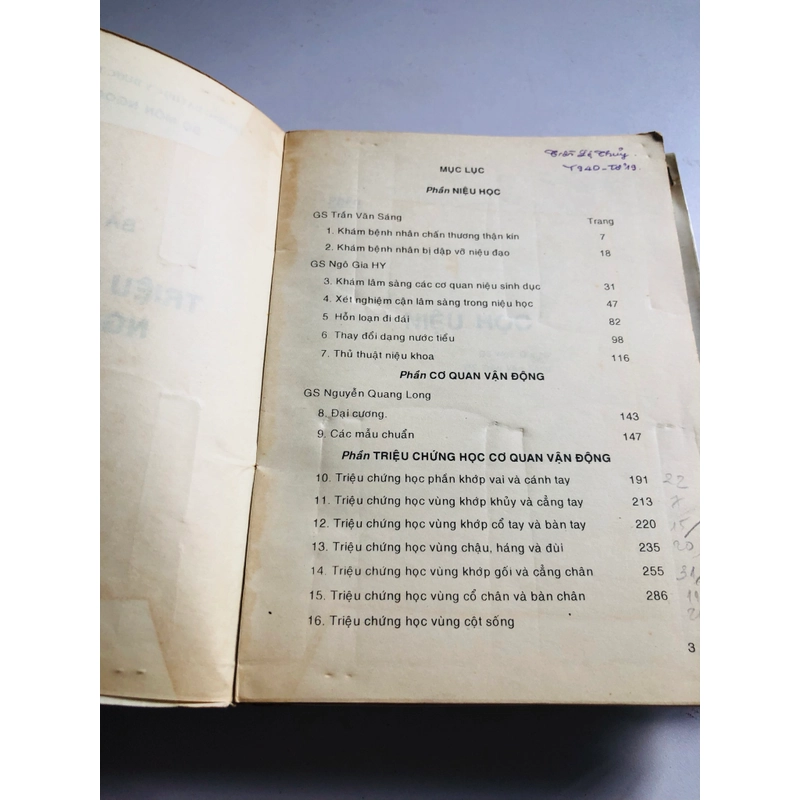 MỤC LỤC
Phần NIỆU HỌC
GS Trần Văn Sáng Trang
1. Khám bệnh nhân chấn thương thận kín 7
2. Khám bệnh nhân bị dập vỡ niệu đạo 18
GS Ngô Gia HY
3. Khám lâm sàng các cơ quan niệu sinh dục 31
4. Xét nghiệm cận lâm sàng trong niệu học 47
5 Hỗn loạn đi đái 82
6 Thay đổi dạng nước tiểu 98
7. Thủ thuật niệu khoa 116
Phần CƠ QUAN VẬN ĐỘNG
GS Nguyễn Quang Long
8. Đại cương. 143
9. Các mẫu chuẩn 147
Phần TRIỆU CHỨNG HỌC CƠ QUAN VẬN ĐỘNG
10. Triệu chứng học phần khớp vai và cánh tay 191 22
11. Triệu chứng học vùng khớp khủy và cẳng tay 213 7
12. Triệu chứng học vùng khớp cổ tay và bàn tay 220 15/
13. Triệu chứng học vùng chậu, háng và đùi 235 20
14. Triệu chứng học vùng khớp gối và cẳng chân 255 31,
15. Triệu chứng học vùng cổ chân và bàn chân 286
16. Triệu chứng học vùng cột sống
3